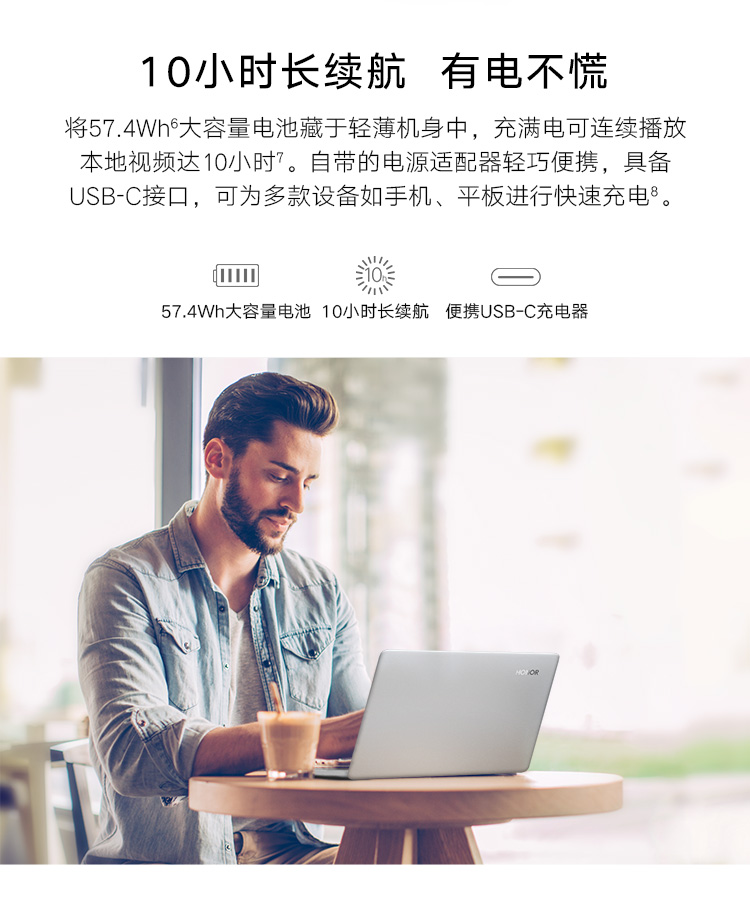 10小时长续航 有电不慌
将57.4Wh⁶大容量电池藏于轻薄机身中，充满电可连续播放
本地视频达10小时⁷。自带的电源适配器轻巧便携，具备
USB-C接口，可为多款设备如手机、平板进行快速充电⁸。
10h
57.4Wh大容量电池 10小时长续航 便携USB-C充电器
HONOR